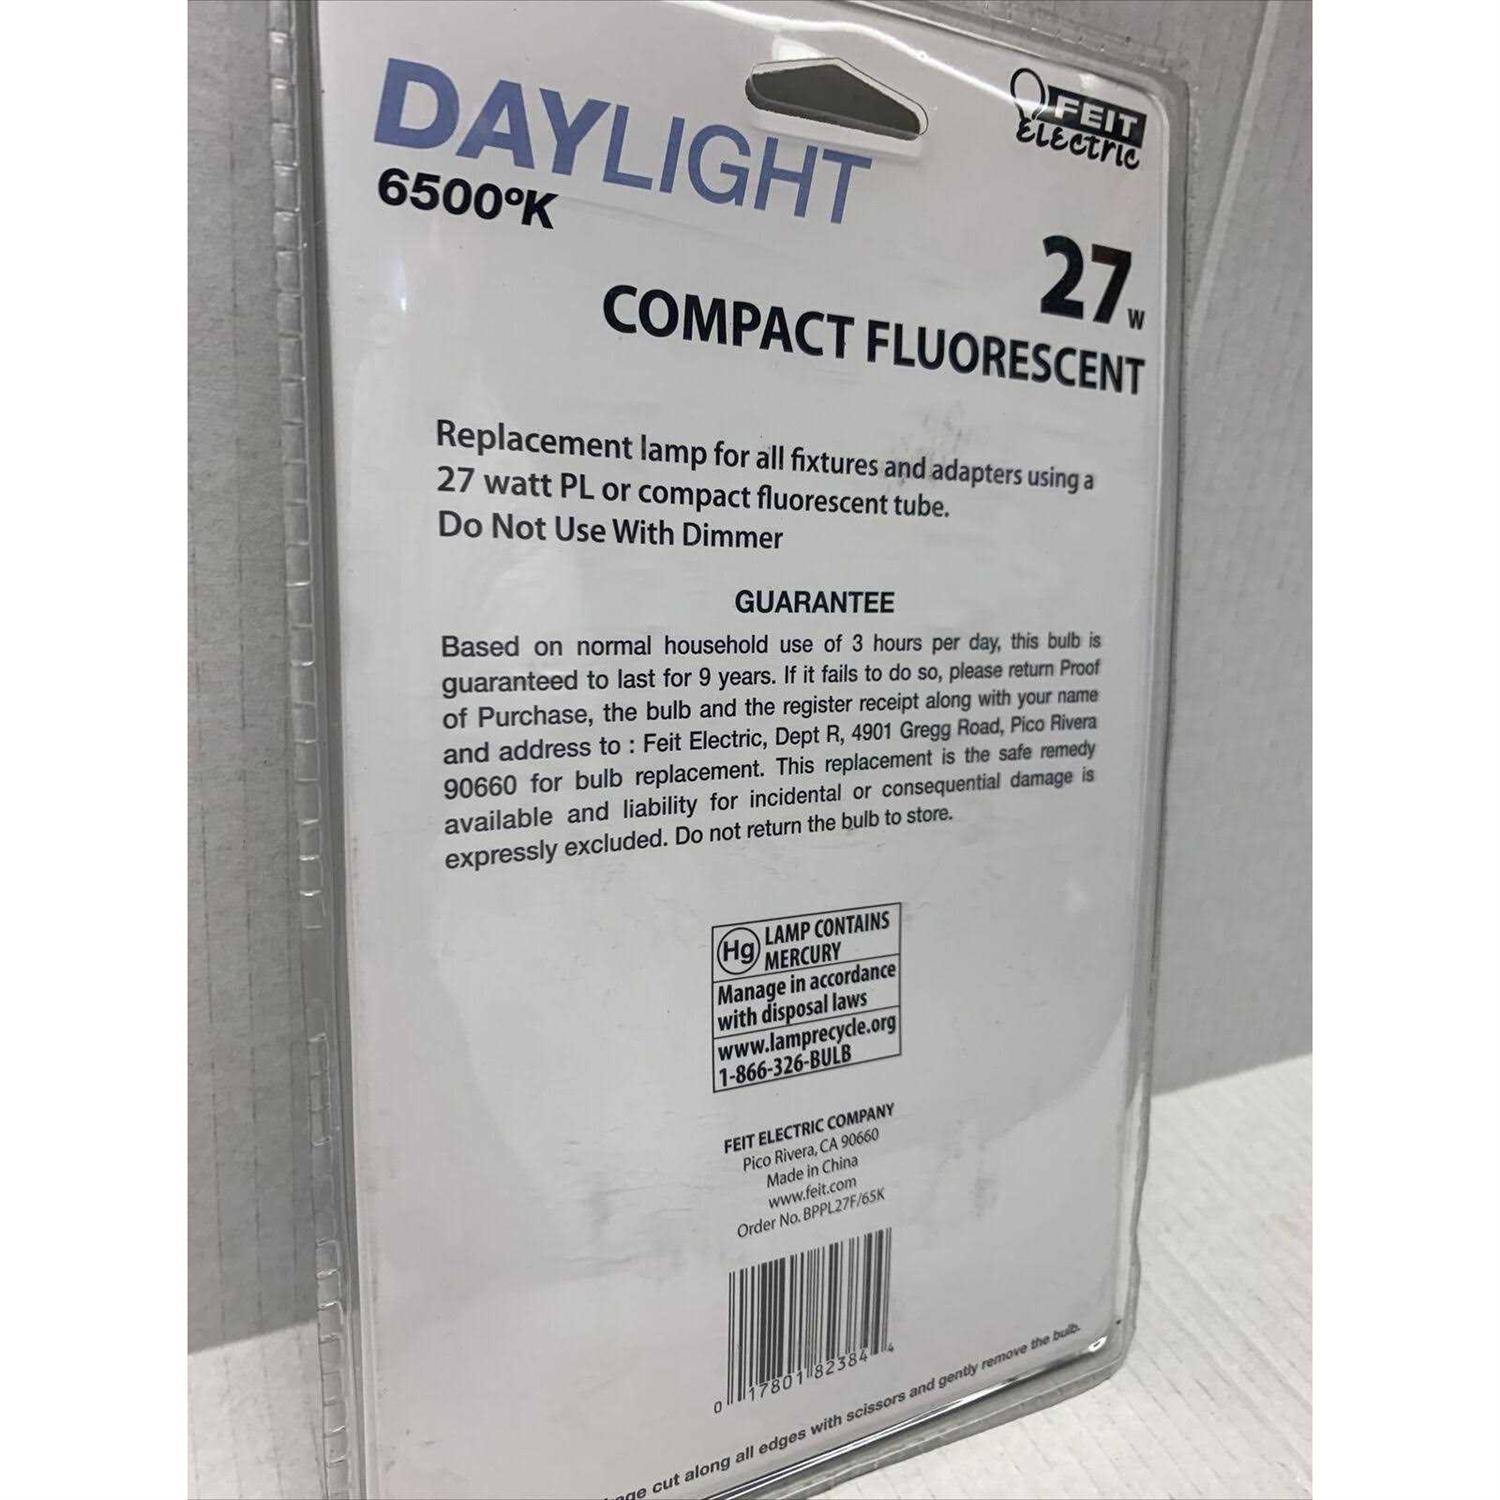 DAYLIGHT
6500ºK
FEIT
Electric
27W
COMPACT FLUORESCENT
Replacement lamp for all fixtures and adapters using a
27 watt PL or compact fluorescent tube.
Do Not Use With Dimmer
GUARANTEE
Based on normal household use of 3 hours per day, this bulb is
guaranteed to last for 9 years. If it fails to do so, please return Proof
of Purchase, the bulb and the register receipt along with your name
and address to : Feit Electric, Dept R, 4901 Gregg Road, Pico Rivera
90660 for bulb replacement. This replacement is the safe remedy
available and liability for incidental or consequential damage is
expressly excluded. Do not return the bulb to store.
Hg LAMP CONTAINS
MERCURY
Manage in accordance
with disposal laws
www.lamprecycle.org
1-866-326-BULB
FEIT ELECTRIC COMPANY
Pico Rivera, CA 90660
Made in China
www.feit.com
Order No. BPPL27F/65K
0 17801 82384 4
cut along all edges with scissors and gently remove the bulb.